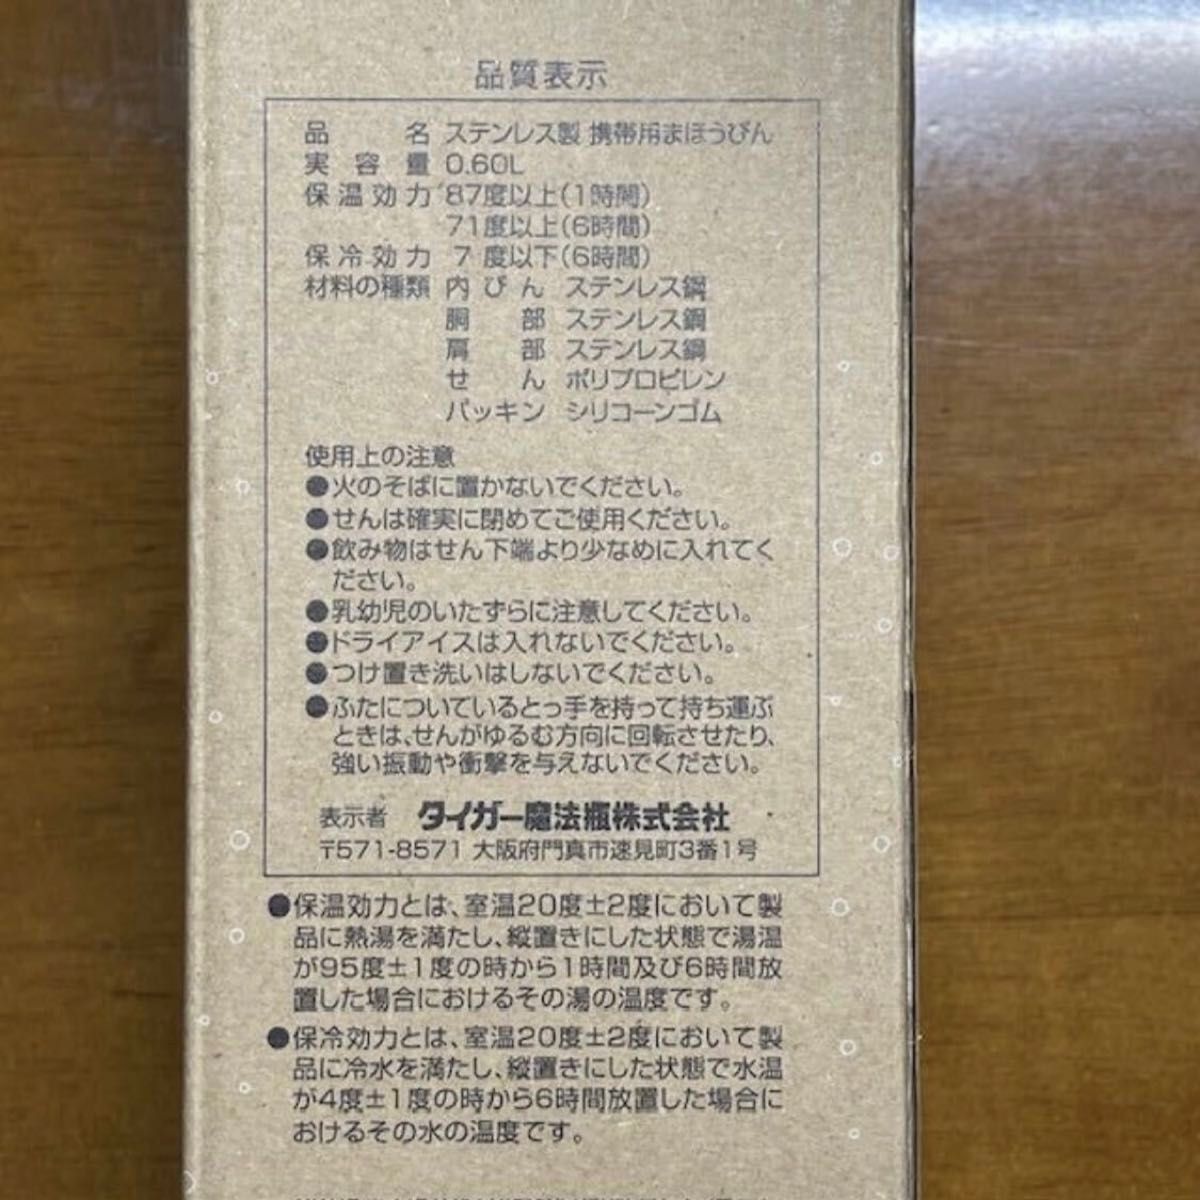 品質表示
品名 ステンレス製 携帯用まほうびん
実容量 0.60L
保温効力 87度以上(1時間)
71度以上(6時間)
保冷効力 7度以下(6時間)
材料の種類 内びん ステンレス鋼
胴部 ステンレス鋼
肩部 ステンレス鋼
せん ポリプロピレン
パッキン シリコーンゴム
使用上の注意
●火のそばに置かないでください。
●せんは確実に閉めてご使用ください。
●飲み物はせん下端より少なめに入れてく
ださい。
●乳幼児のいたずらに注意してください。
●ドライアイスは入れないでください。
●つけ置き洗いはしないでください。
●ふたについているとっ手を持って持ち運ぶ
ときは、せんがゆるむ方向に回転させたり、
強い振動や衝撃を与えないでください。
表示者 タイガー魔法瓶株式会社
〒571-8571 大阪府門真市速見町3番1号
●保温効力とは、室温20度±2度において製
品に熱湯を満たし、縦置きにした状態で湯温
が95度±1度の時から1時間及び6時間放
置した場合におけるその湯の温度です。
●保冷効力とは、室温20度±2度において製
品に冷水を満たし、縦置きにした状態で水温
が4度±1度の時から6時間放置した場合に
おけるその水の温度です。